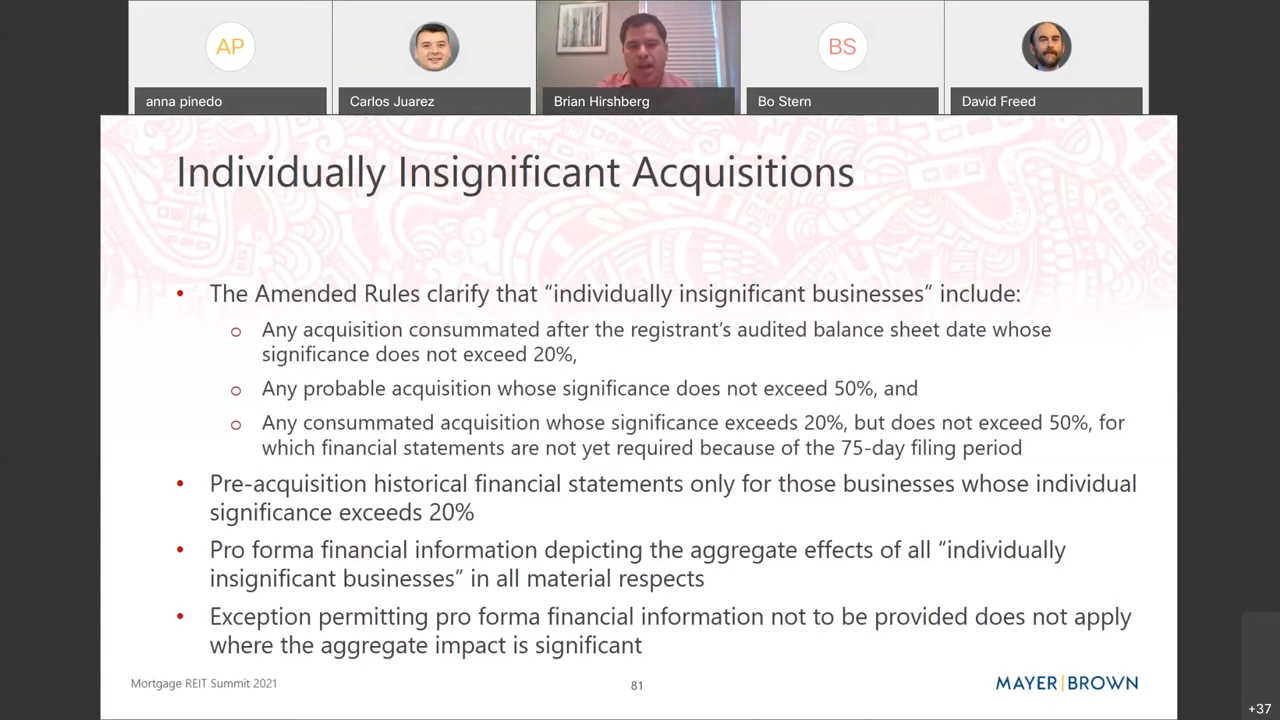 AP
BS
anna pinedo
Carlos Juarez
Brian Hirshberg
Bo Stern
David Freed
Individually Insignificant Acquisitions
• The Amended Rules clarify that “individually insignificant businesses” include:
o Any acquisition consummated after the registrant’s audited balance sheet date whose
significance does not exceed 20%,
o Any probable acquisition whose significance does not exceed 50%, and
o Any consummated acquisition whose significance exceeds 20%, but does not exceed 50%, for
which financial statements are not yet required because of the 75-day filing period
• Pre-acquisition historical financial statements only for those businesses whose individual
significance exceeds 20%
• Pro forma financial information depicting the aggregate effects of all “individually
insignificant businesses” in all material respects
• Exception permitting pro forma financial information not to be provided does not apply
where the aggregate impact is significant
Mortgage REIT Summit 2021
81
MAYER|BROWN
+37